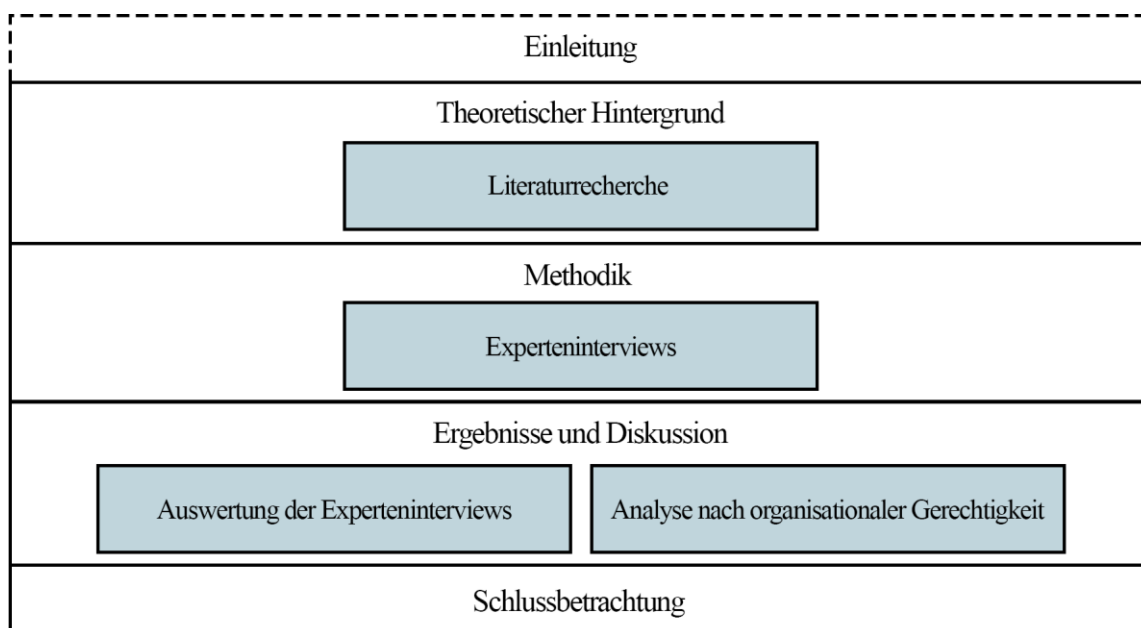 Einleitung
Theoretischer Hintergrund
Literaturrecherche
Methodik
Experteninterviews
Ergebnisse und Diskussion
Auswertung der Experteninterviews
Analyse nach organisationaler Gerechtigkeit
Schlussbetrachtung